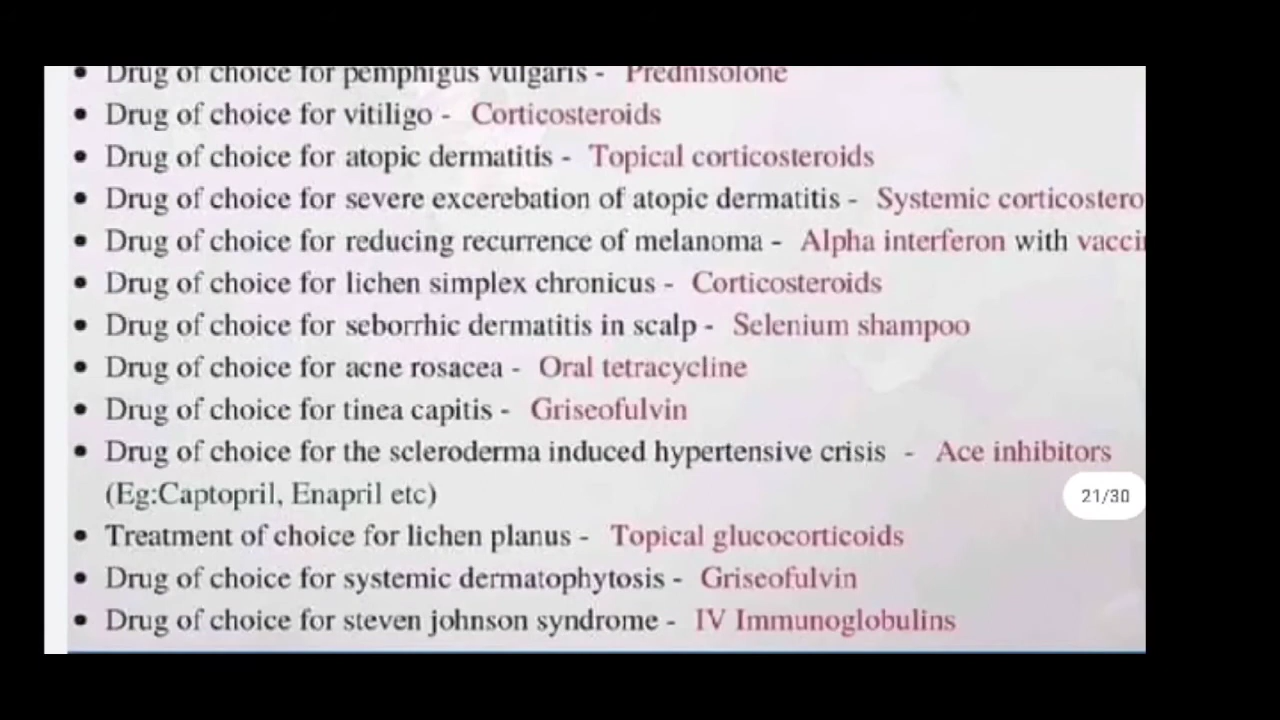 • Drug of choice for pemphigus vulgaris - Prednisolone
• Drug of choice for vitiligo - Corticosteroids
• Drug of choice for atopic dermatitis - Topical corticosteroids
• Drug of choice for severe excerebation of atopic dermatitis - Systemic corticostero
• Drug of choice for reducing recurrence of melanoma - Alpha interferon with vacci
• Drug of choice for lichen simplex chronicus - Corticosteroids
• Drug of choice for seborrhic dermatitis in scalp - Selenium shampoo
• Drug of choice for acne rosacea - Oral tetracycline
• Drug of choice for tinea capitis - Griseofulvin
• Drug of choice for the scleroderma induced hypertensive crisis - Ace inhibitors
(Eg:Captopril, Enapril etc)
21/30
• Treatment of choice for lichen planus - Topical glucocorticoids
• Drug of choice for systemic dermatophytosis - Griseofulvin
• Drug of choice for steven johnson syndrome - IV Immunoglobulins